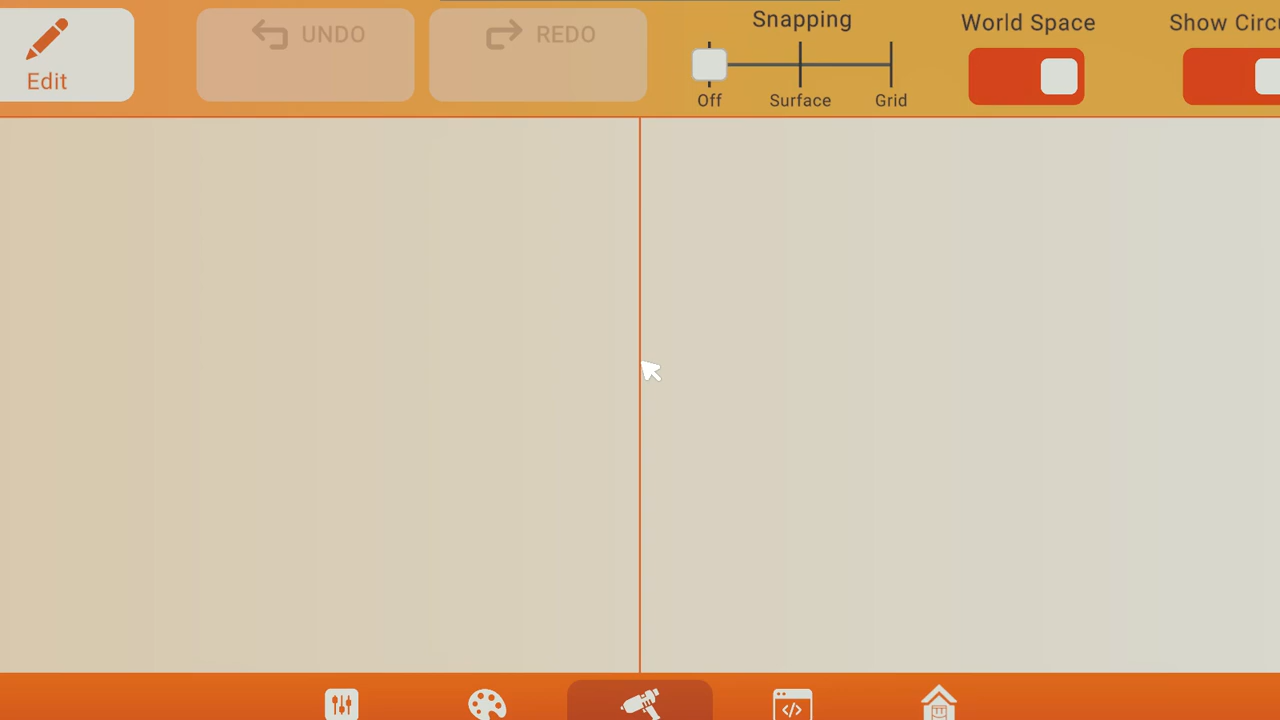 Edit
UNDO
REDO
Snapping
Off
Surface
Grid
World Space
Show Circu